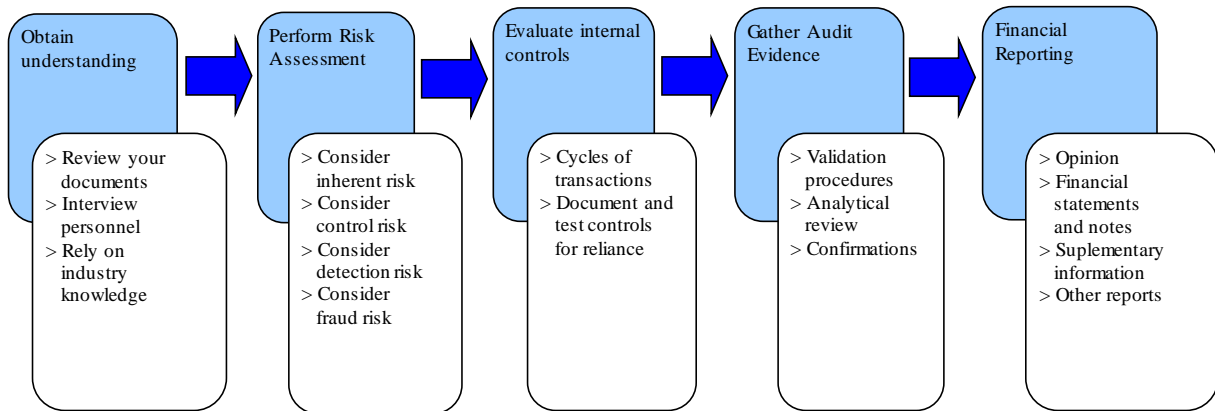 Obtain
understanding
> Review your
documents
> Interview
personnel
> Rely on
industry
knowledge
Perform Risk
Assessment
> Consider
inherent risk
> Consider
control risk
> Consider
detection risk
> Consider
fraud risk
Evaluate internal
controls
> Cycles of
transactions
> Document and
test controls
for reliance
Gather Audit
Evidence
> Validation
procedures
> Analytical
review
> Confirmations
Financial
Reporting
> Opinion
> Financial
statements
and notes
> Suplementary
information
> Other reports